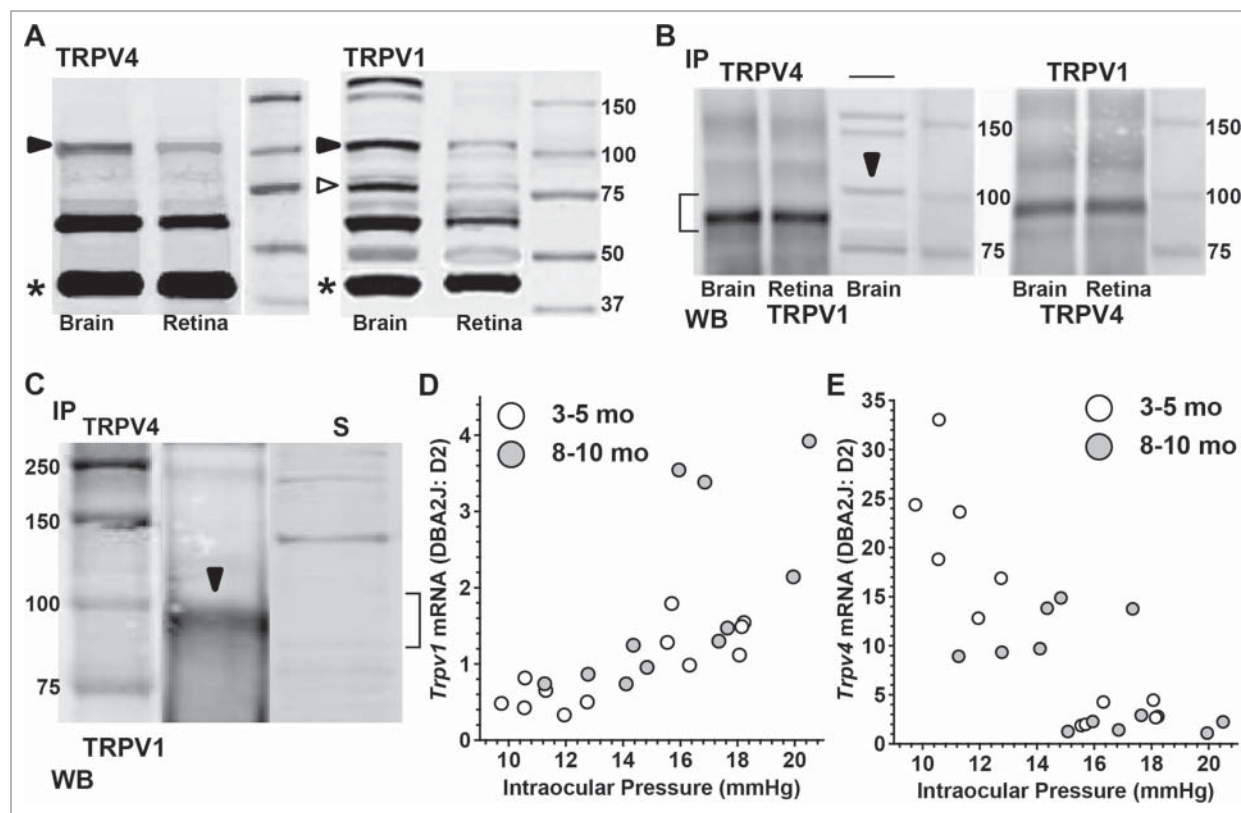 A
TRPV4
TRPV1
150
100
75
50
37
*
*
Brain
Retina
Brain
Retina
B
IP
TRPV4
TRPV1
150
100
75
150
100
75
Brain
Retina
Brain
Brain
Retina
WB
TRPV1
TRPV4
C
IP
TRPV4
S
250
150
100
75
TRPV1
WB
D
3-5 mo
8-10 mo
Trpv1 mRNA (DBA2J: D2)
4
3
2
1
0
10 12 14 16 18 20
Intraocular Pressure (mmHg)
E
3-5 mo
8-10 mo
Trpv4 mRNA (DBA2J: D2)
35
30
25
20
15
10
5
0
10 12 14 16 18 20
Intraocular Pressure (mmHg)